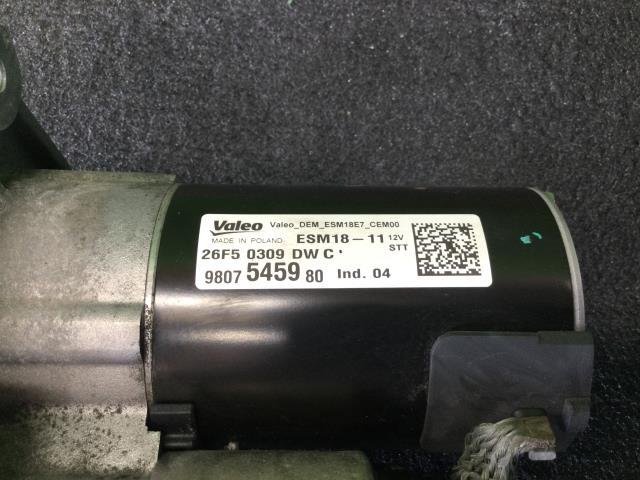 Valeo Valeo_DEM_ESM18E7_CEM00
MADE IN POLAND ESM18-11 12V
STT
26F5 0309 DW C
9807 5459 80 Ind. 04